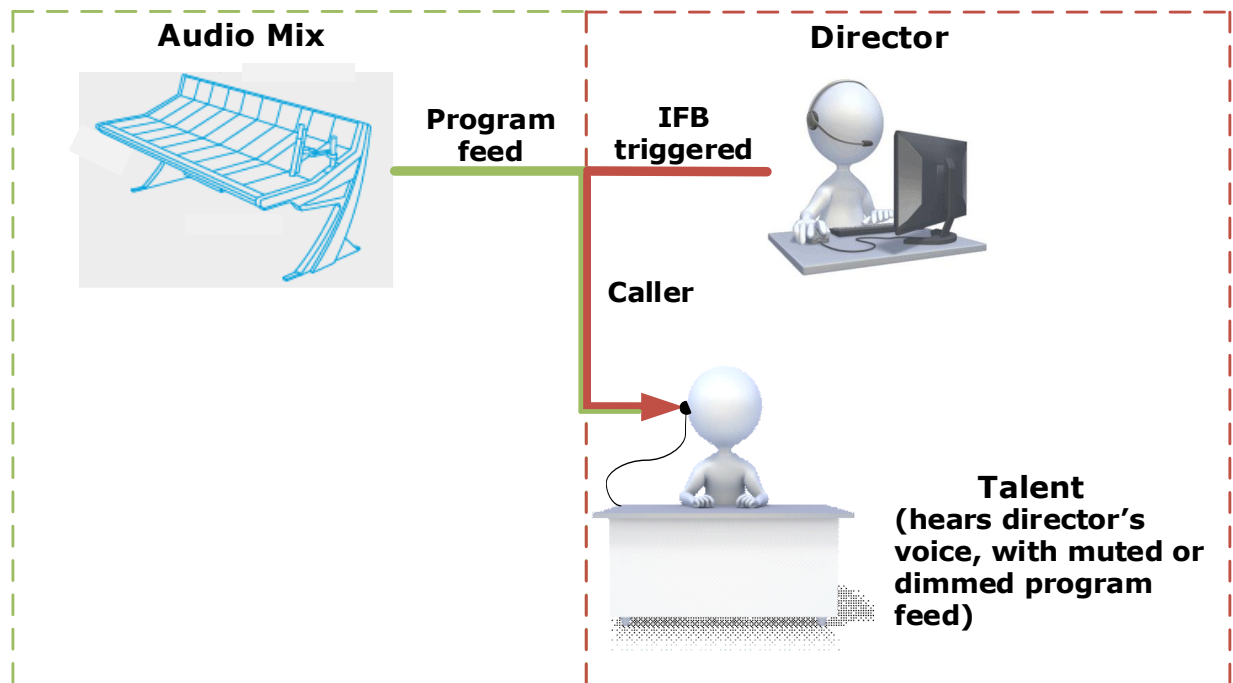 Audio Mix
Director
Program
feed
IFB
triggered
Caller
Talent
(hears director’s
voice, with muted or
dimmed program
feed)